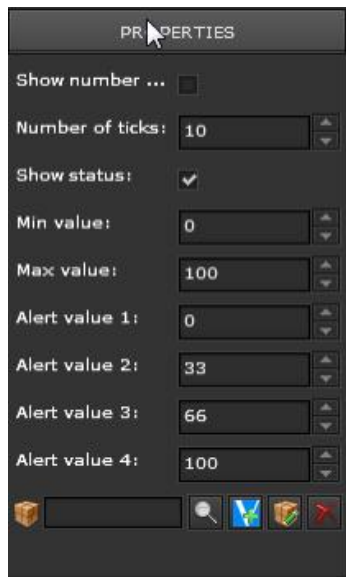 PROPERTIES
Show number ...
Number of ticks: 10
Show status:
Min value: 0
Max value: 100
Alert value 1: 0
Alert value 2: 33
Alert value 3: 66
Alert value 4: 100